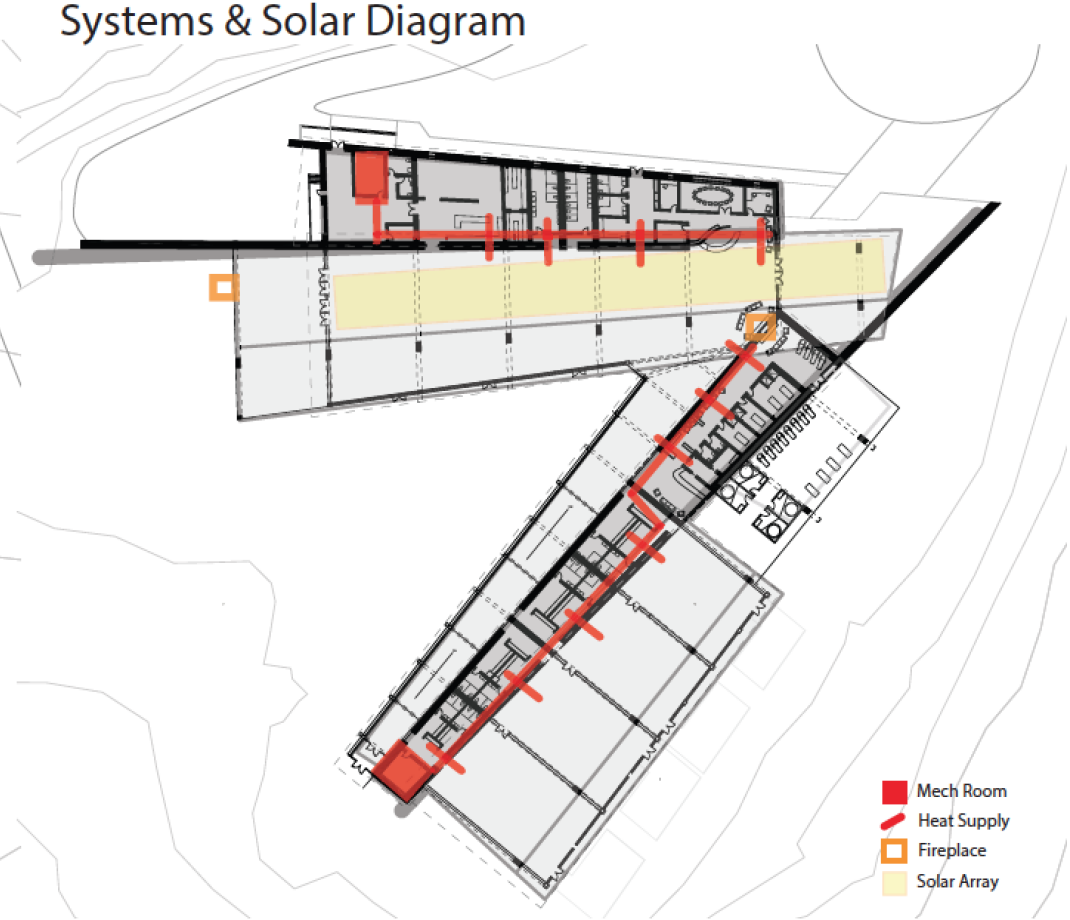 Systems & Solar Diagram
Mech Room
Heat Supply
Fireplace
Solar Array